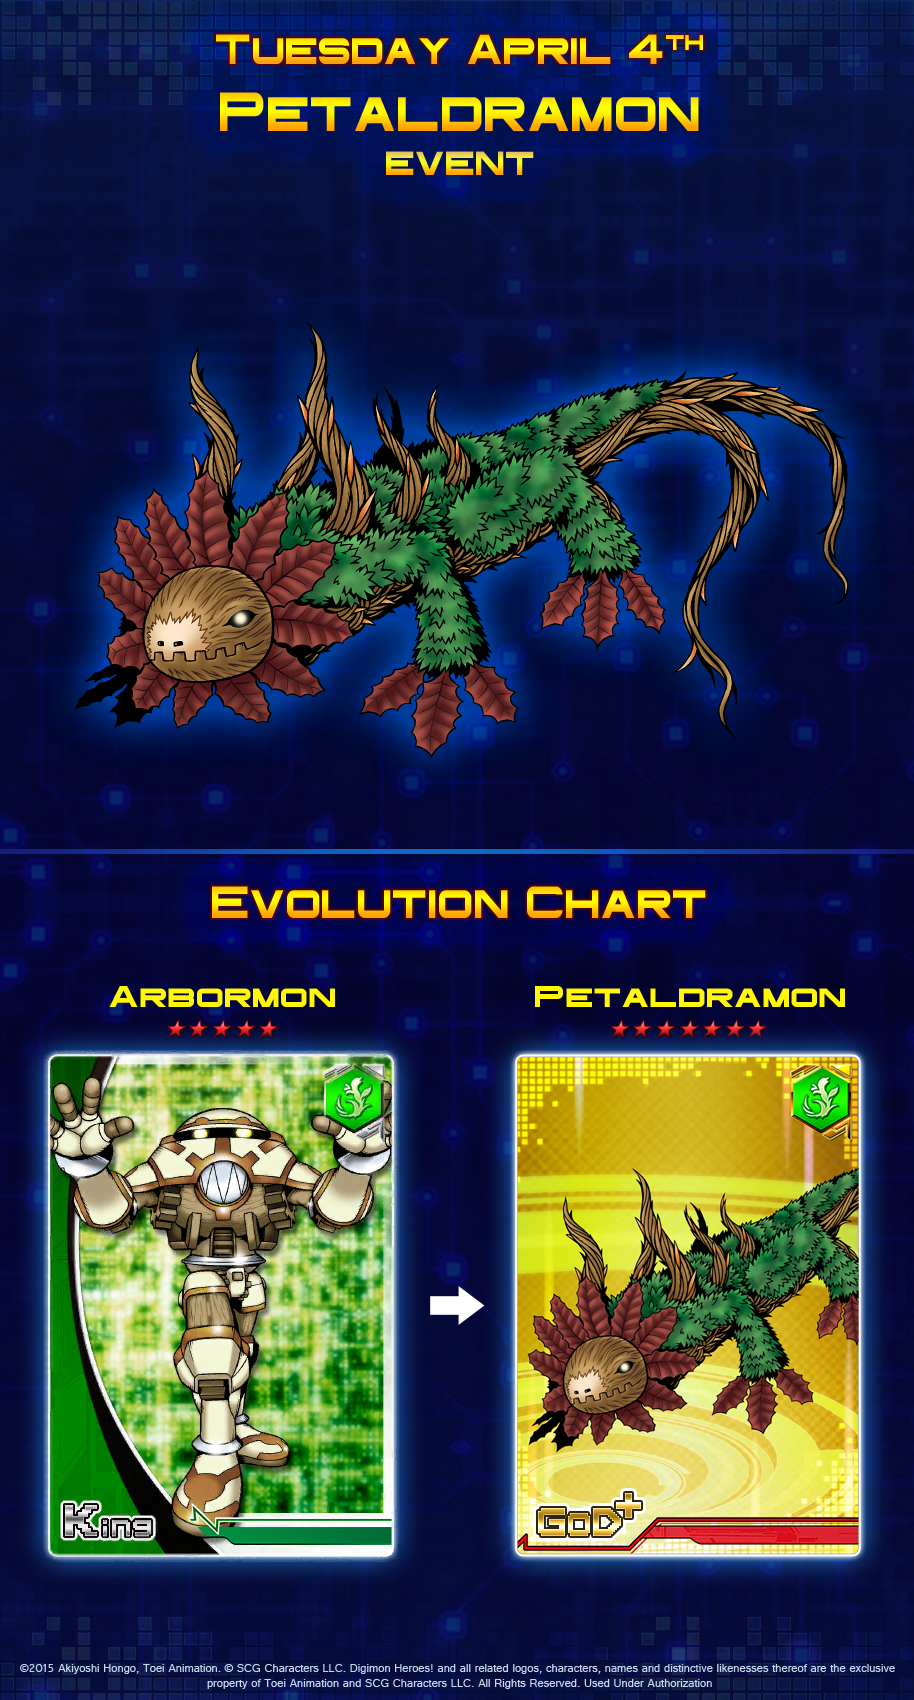 Tuesday April 4th
Petaldramon
Event
Evolution Chart
Arbormon
Petaldramon
King
GoD+
©2015 Akiyoshi Hongo, Toei Animation. © SCG Characters LLC. Digimon Heroes! and all related logos, characters, names and distinctive likenesses thereof are the exclusive
property of Toei Animation and SCG Characters LLC. All Rights Reserved. Used Under Authorization